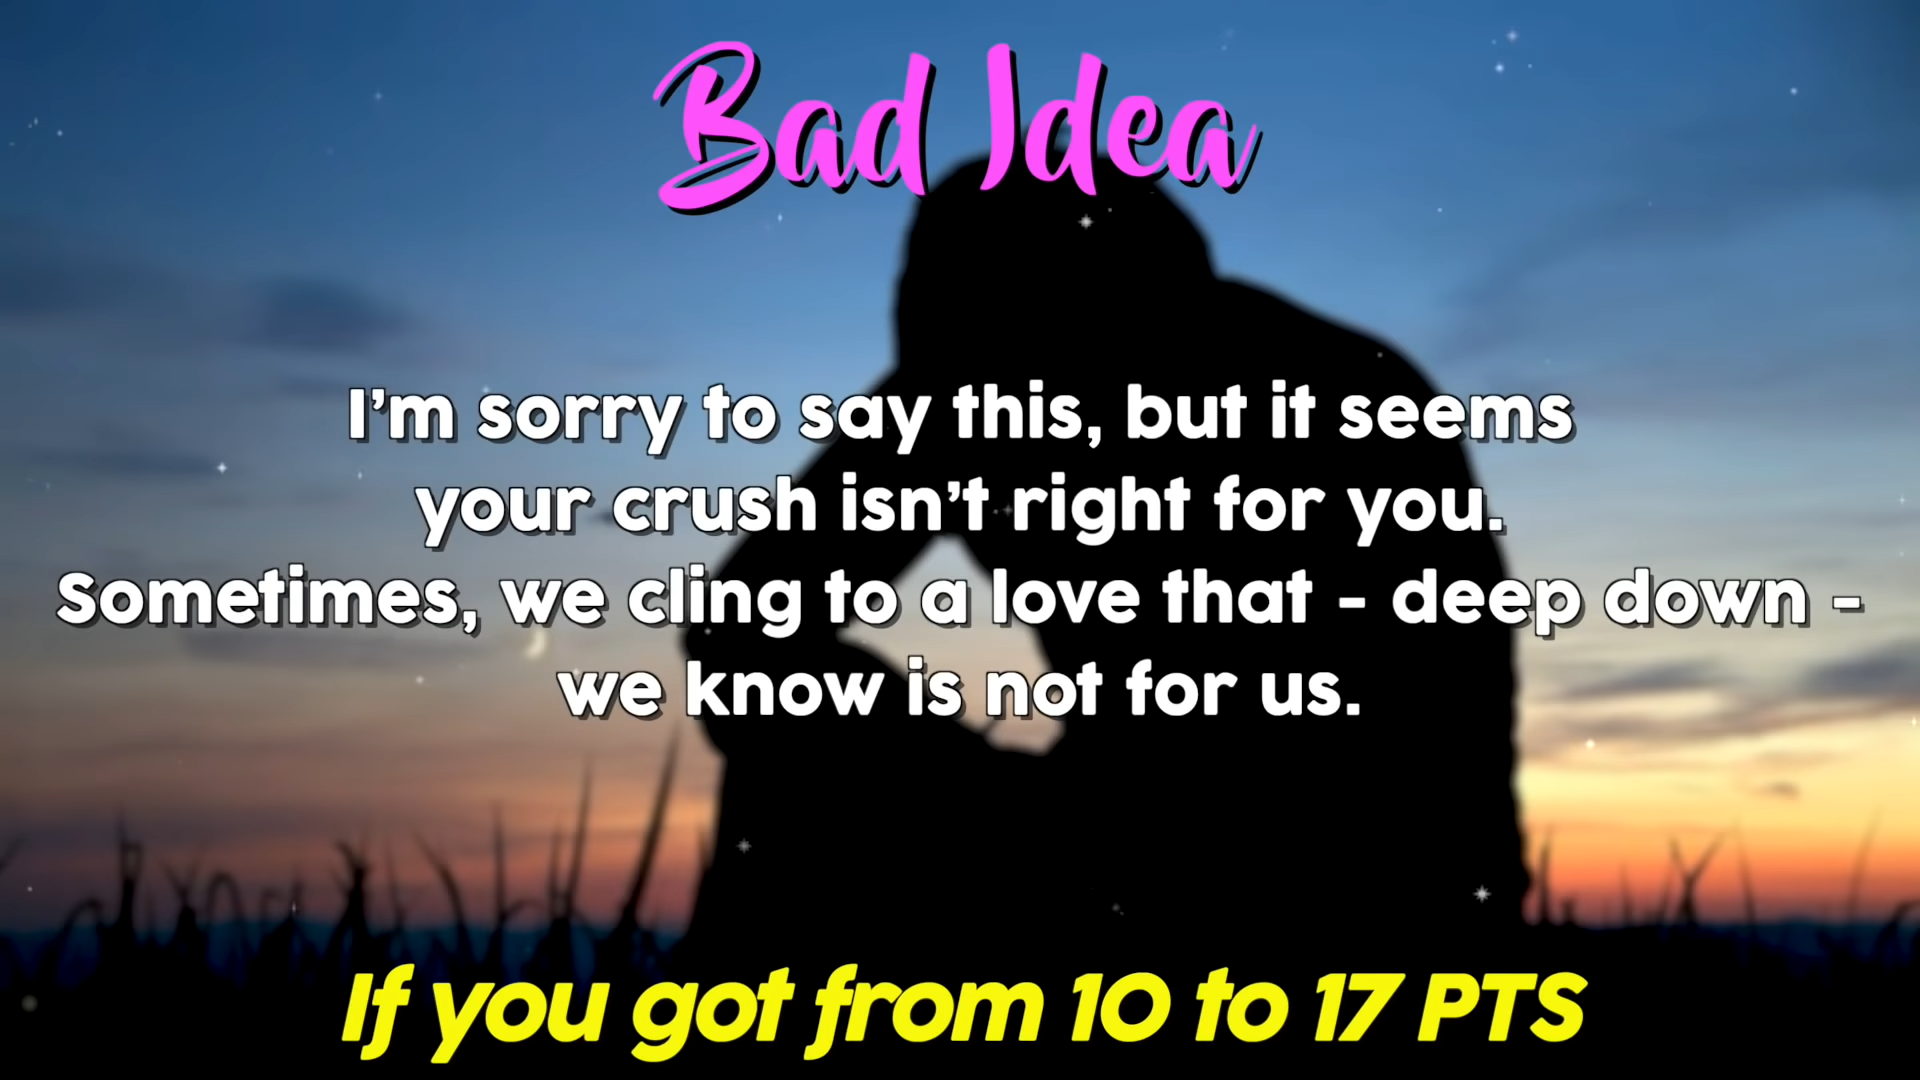 Bad Idea
I'm sorry to say this, but it seems
your crush isn't right for you.
Sometimes, we cling to a love that - deep down -
we know is not for us.
If you got from 10 to 17 PTS